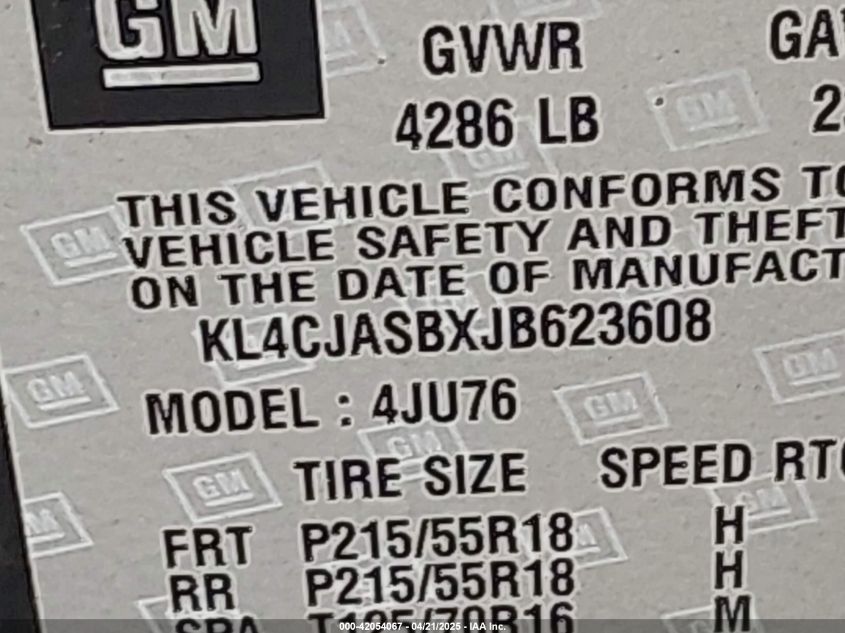 GM
GVWR
4286 LB
THIS VEHICLE CONFORMS TO
VEHICLE SAFETY AND THEFT
ON THE DATE OF MANUFACT
KL4CJASBXJB623608
MODEL : 4JU76
TIRE SIZE SPEED RT
FRT P215/55R18 H
RR P215/55R18 H
M
000-42054067 - 04/21/2025 - IAA Inc.